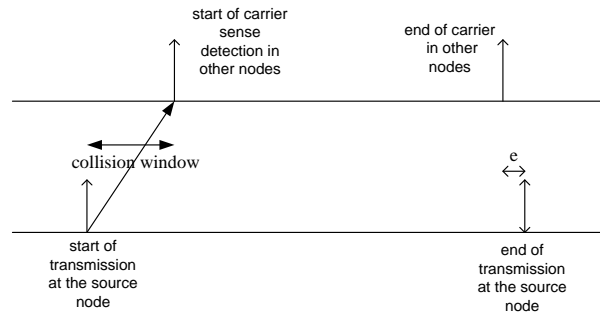 start of carrier
sense
detection in
other nodes
end of carrier
in other
nodes
collision window
e
start of
transmission
at the source
node
end of
transmission
at the source
node